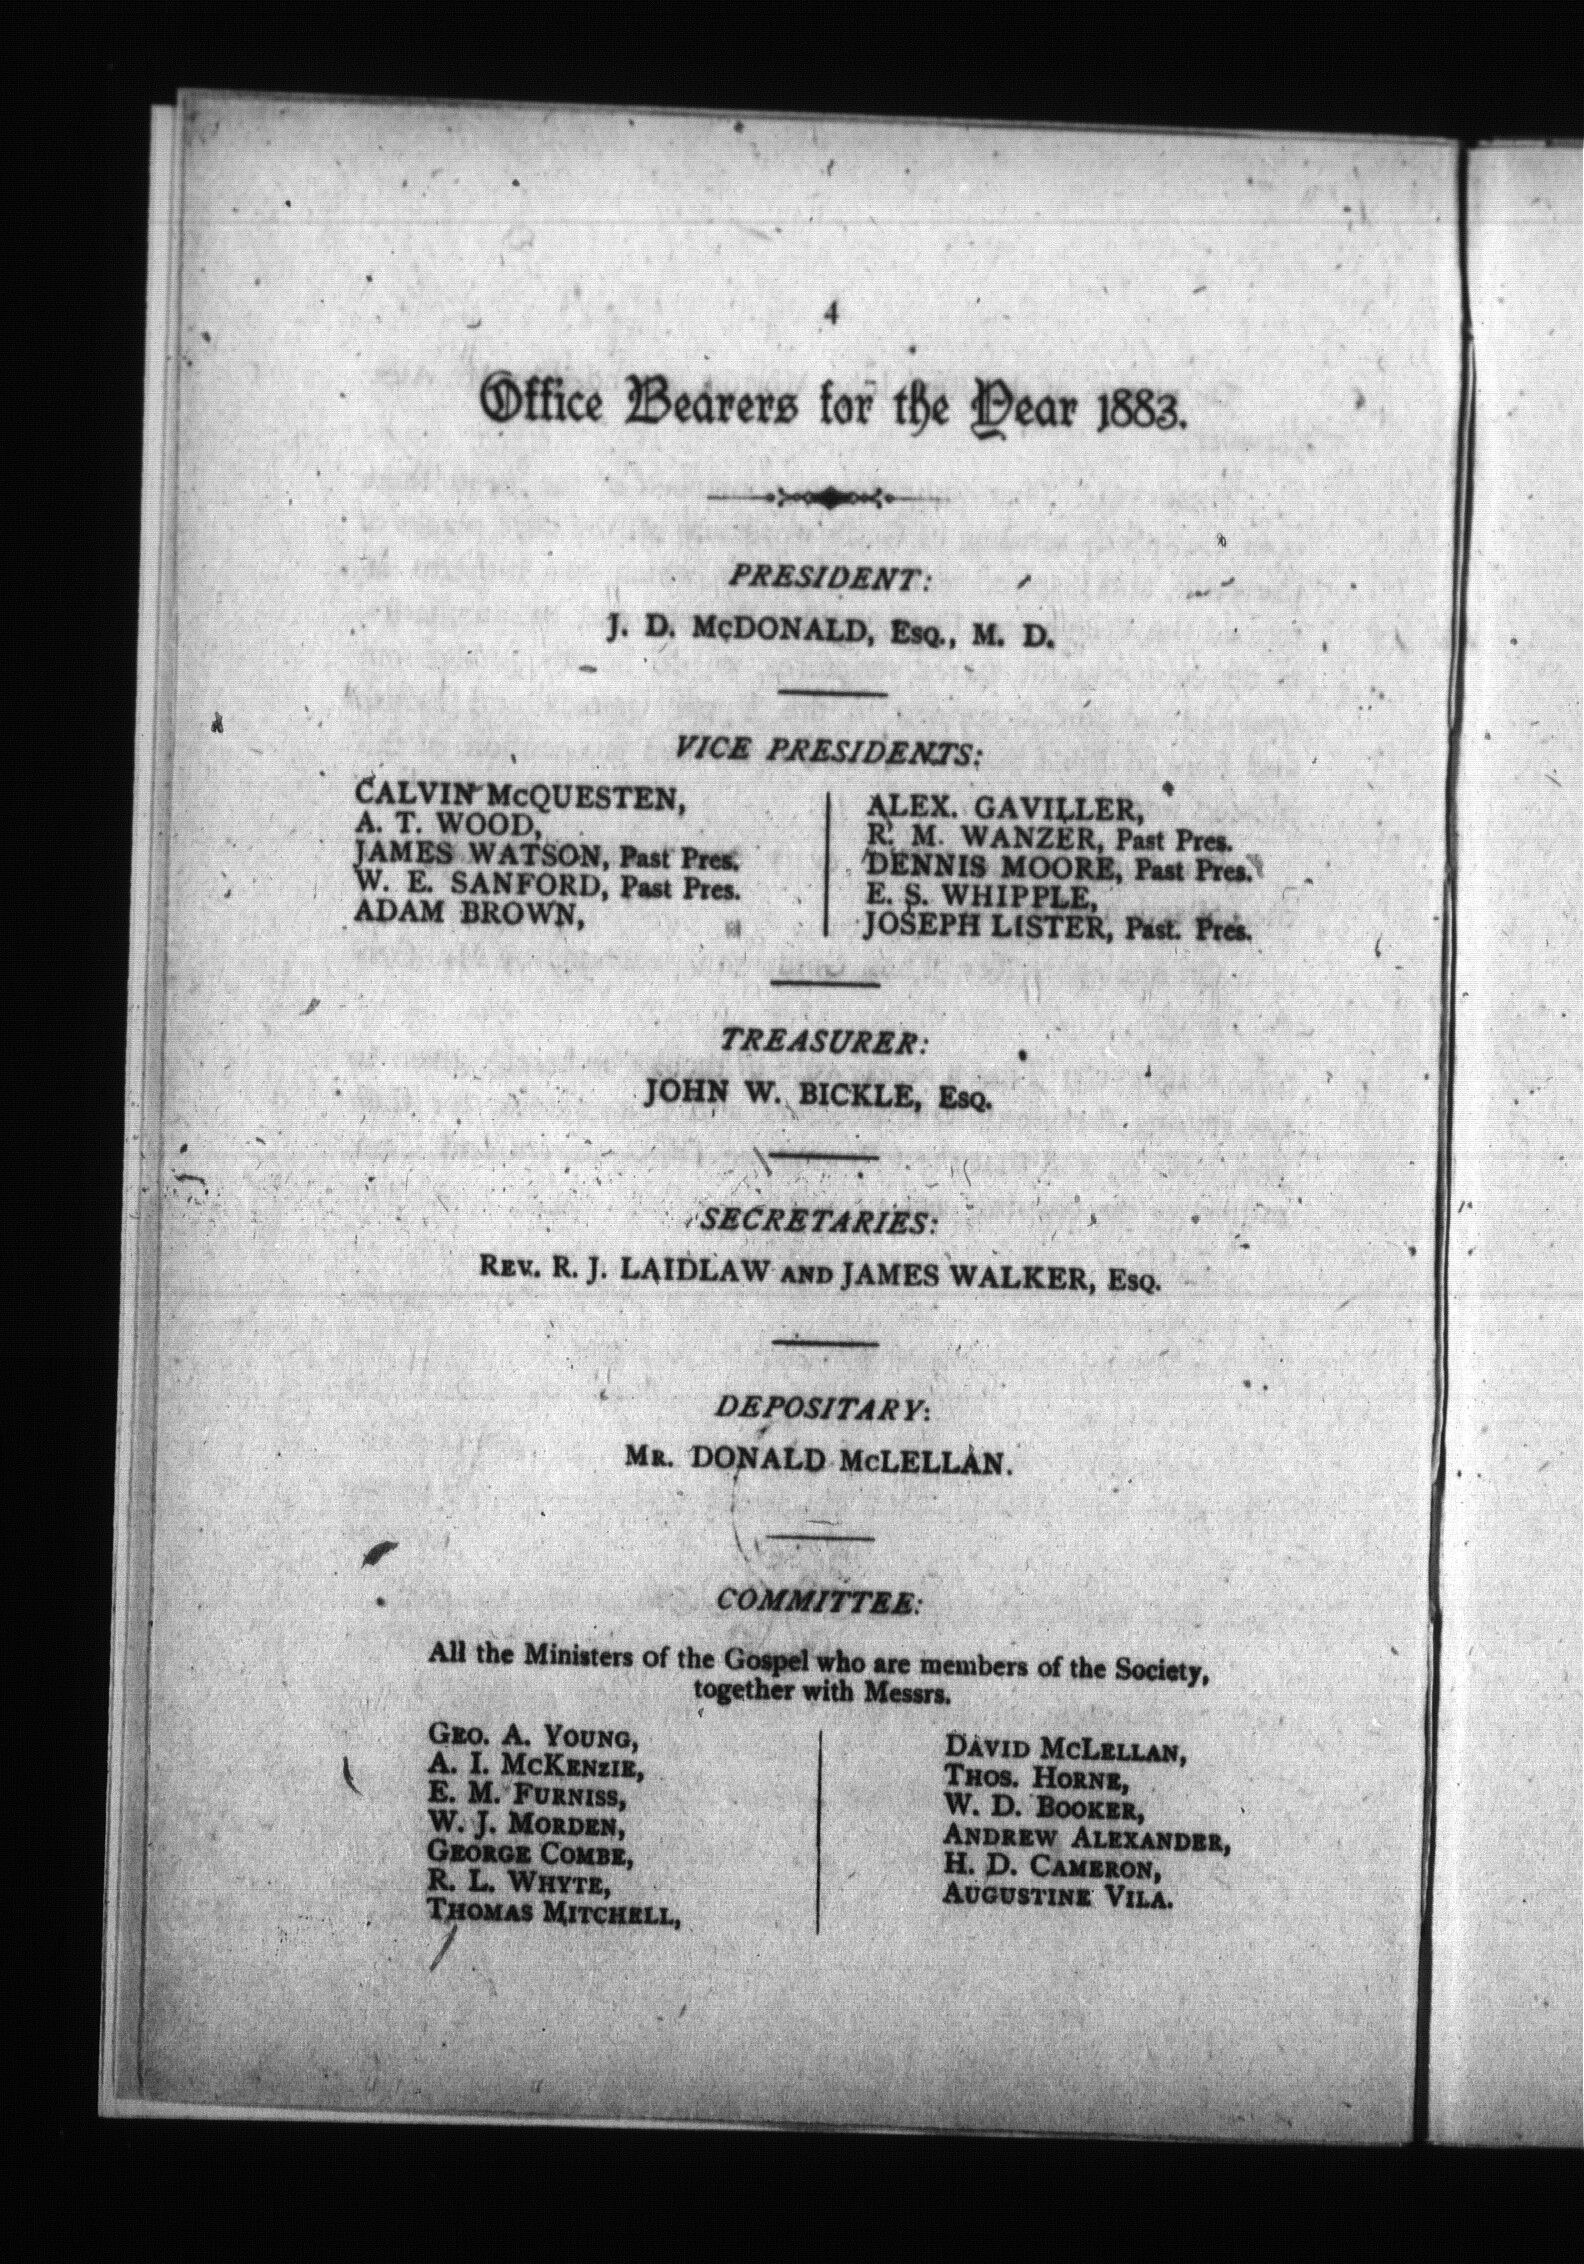 4
Office Bearers for the Year 1883.
PRESIDENT:
J. D. McDONALD, Esq., M. D.
VICE PRESIDENTS:
CALVIN McQUESTEN,
A. T. WOOD,
JAMES WATSON, Past Pres.
W. E. SANFORD, Past Pres.
ADAM BROWN,
ALEX. GAVILLER,
R. M. WANZER, Past Pres.
DENNIS MOORE, Past Pres.
E. S. WHIPPLE,
JOSEPH LISTER, Past. Pres.
TREASURER:
JOHN W. BICKLE, Esq.
SECRETARIES:
Rev. R. J. LAIDLAW and JAMES WALKER, Esq.
DEPOSITARY:
Mr. DONALD McLELLAN.
COMMITTEE:
All the Ministers of the Gospel who are members of the Society,
together with Messrs.
Geo. A. Young,
A. I. McKenzie,
E. M. Furniss,
W. J. Morden,
George Combe,
R. L. Whyte,
Thomas Mitchell,
David McLellan,
Thos. Horne,
W. D. Booker,
Andrew Alexander,
H. D. Cameron,
Augustine Vila.